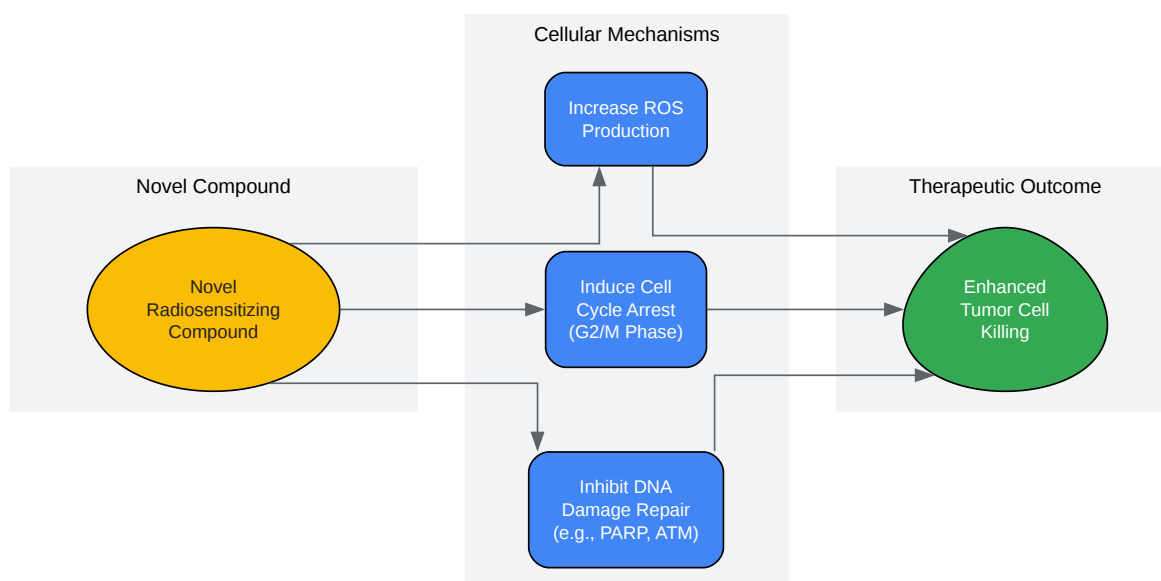 Cellular Mechanisms
Increase ROS
Production
Novel Compound
Novel
Radiosensitizing
Compound
Induce Cell
Cycle Arrest
(G2/M Phase)
Inhibit DNA
Damage Repair
(e.g., PARP, ATM)
Therapeutic Outcome
Enhanced
Tumor Cell
Killing